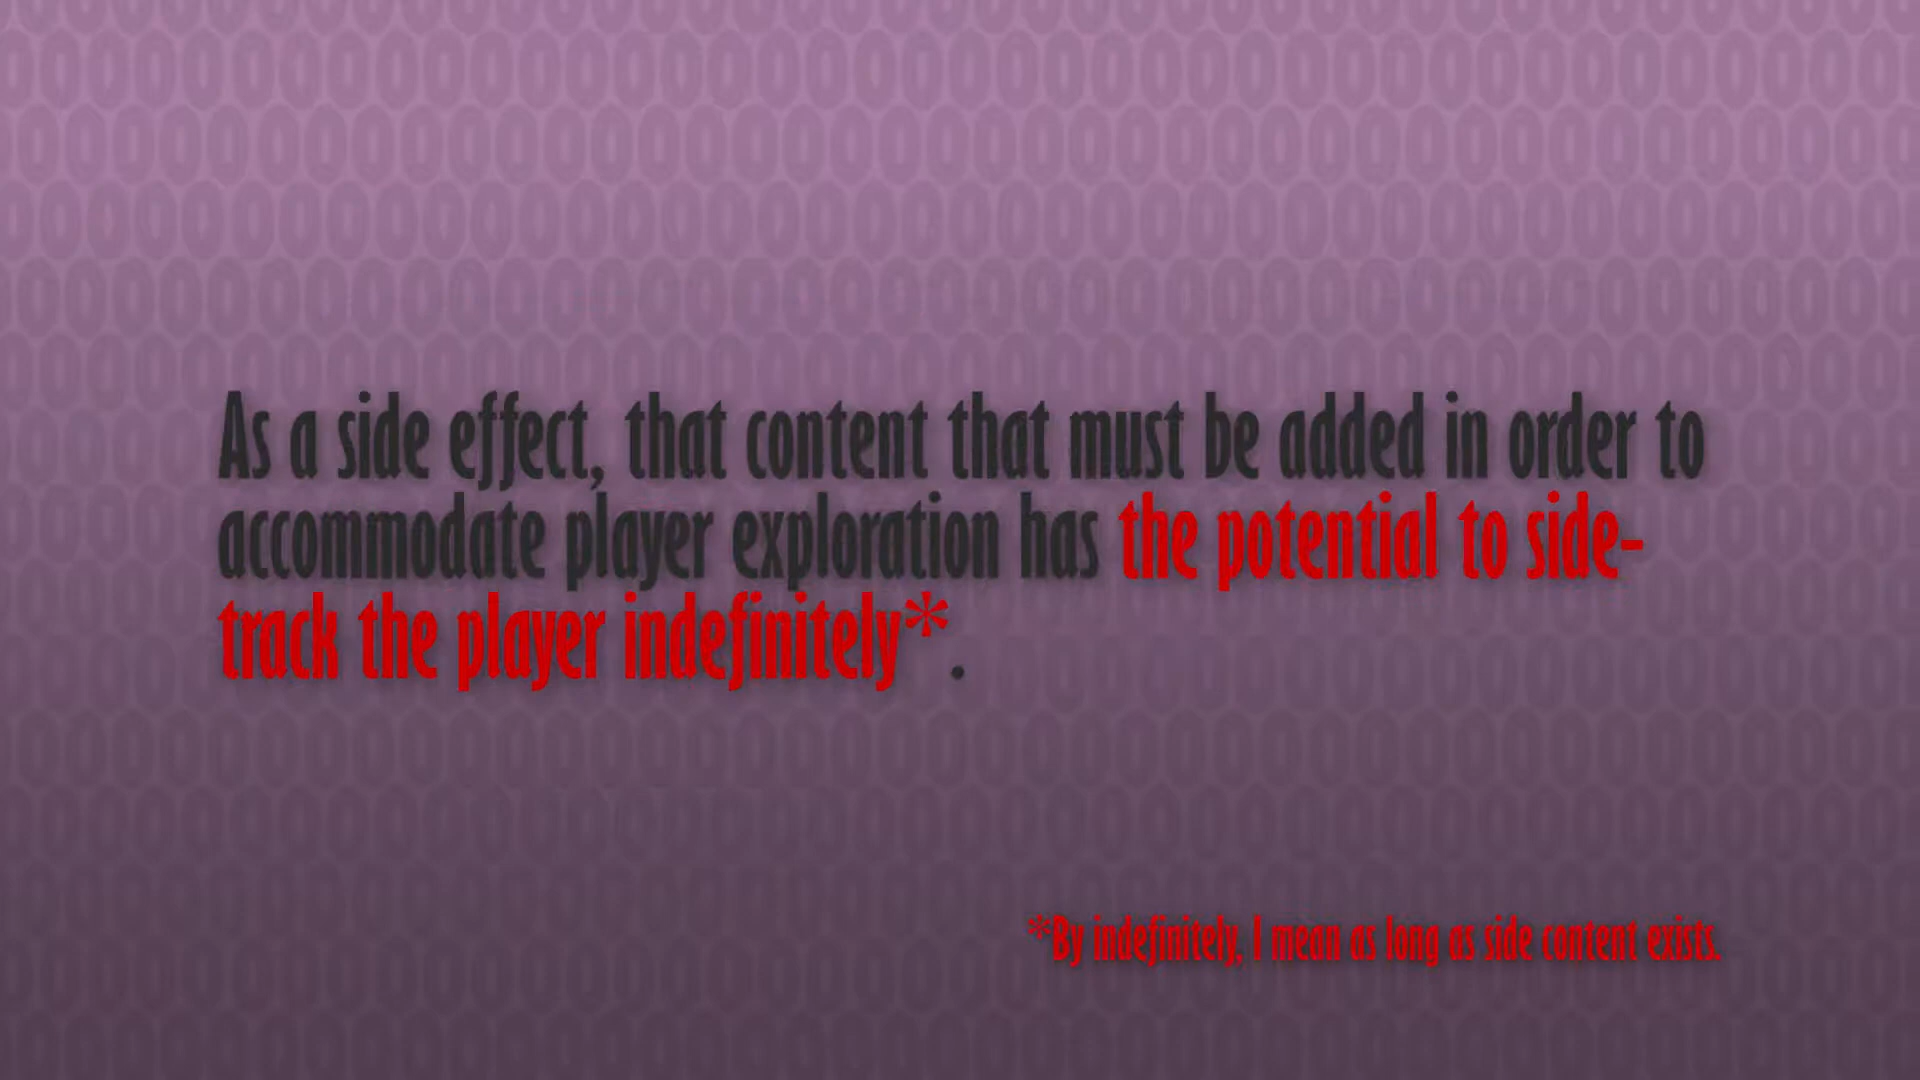 As a side effect, that content that must be added in order to
accommodate player exploration has the potential to side-
track the player indefinitely*.
*By indefinitely, I mean as long as side content exists.